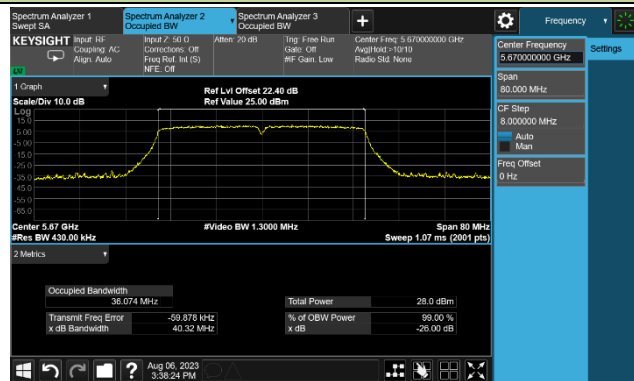 Spectrum Analyzer 1
Swept SA
Spectrum Analyzer 2
Occupied BW
Spectrum Analyzer 3
Occupied BW
Frequency
KEYSIGHT
Input: RF
Coupling: AC
Align: Auto
Input Z: 50 Ω
Corrections: Off
Freq Ref: Int (S)
NFE: Off
Atten: 20 dB
Trig: Free Run
Gate: Off
#IF Gain: Low
Center Freq: 5.670000000 GHz
Avg|Hold:>10/10
Radio Std: None
LM
1 Graph
Scale/Div 10.0 dB
Ref Lvl Offset 22.40 dB
Ref Value 25.00 dBm
Log
15.0
5.00
-5.00
-15.0
-25.0
-35.0
-45.0
-55.0
-65.0
Center 5.67 GHz
#Res BW 430.00 kHz
#Video BW 1.3000 MHz
Span 80 MHz
Sweep 1.07 ms (2001 pts)
2 Metrics
Occupied Bandwidth
36.074 MHz
Total Power
28.0 dBm
Transmit Freq Error
-59.878 kHz
% of OBW Power
99.00 %
x dB Bandwidth
40.32 MHz
x dB
-26.00 dB
Center Frequency
5.670000000 GHz
Settings
Span
80.000 MHz
CF Step
8.000000 MHz
Auto
Man
Freq Offset
0 Hz
?
Aug 06, 2023
3:38:24 PM